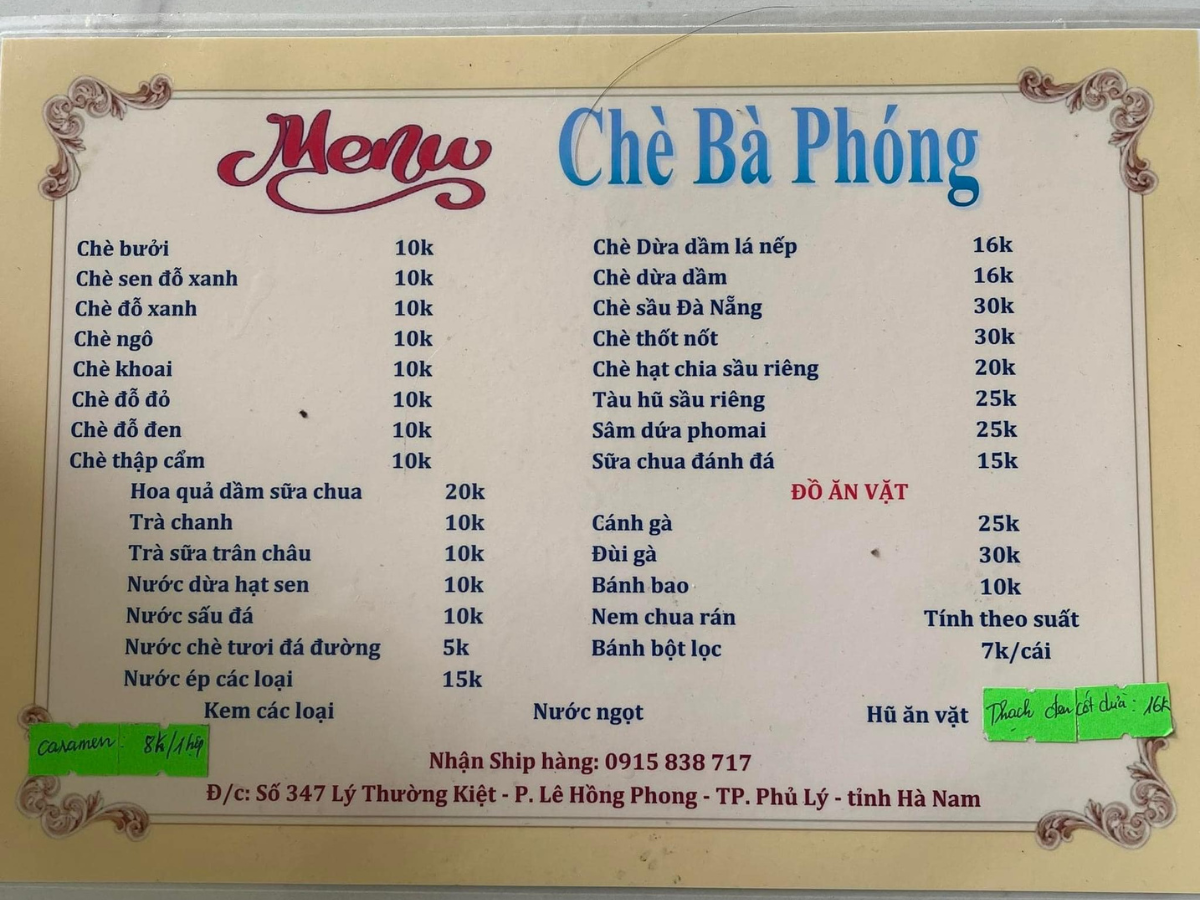 Menu
Chè Bà Phóng
Chè bưởi 10k
Chè sen đỗ xanh 10k
Chè đỗ xanh 10k
Chè ngô 10k
Chè khoai 10k
Chè đỗ đỏ 10k
Chè đỗ đen 10k
Chè thập cẩm 10k
Hoa quả dầm sữa chua 20k
Trà chanh 10k
Trà sữa trân châu 10k
Nước dừa hạt sen 10k
Nước sấu đá 10k
Nước chè tươi đá đường 5k
Nước ép các loại 15k
Chè Dừa dầm lá nếp 16k
Chè dừa dầm 16k
Chè sầu Đà Nẵng 30k
Chè thốt nốt 30k
Chè hạt chia sầu riêng 20k
Tàu hũ sầu riêng 25k
Sâm dứa phomai 25k
Sữa chua đánh đá 15k
ĐỒ ĂN VẶT
Cánh gà 25k
Đùi gà 30k
Bánh bao 10k
Nem chua rán Tính theo suất
Bánh bột lọc 7k/cái
Kem các loại Nước ngọt Hũ ăn vặt
Thạch đen cốt dừa: 16k
Caramen: 8k/1hộp
Nhận Ship hàng: 0915 838 717
Đ/c: Số 347 Lý Thường Kiệt - P. Lê Hồng Phong - TP. Phủ Lý - tỉnh Hà Nam